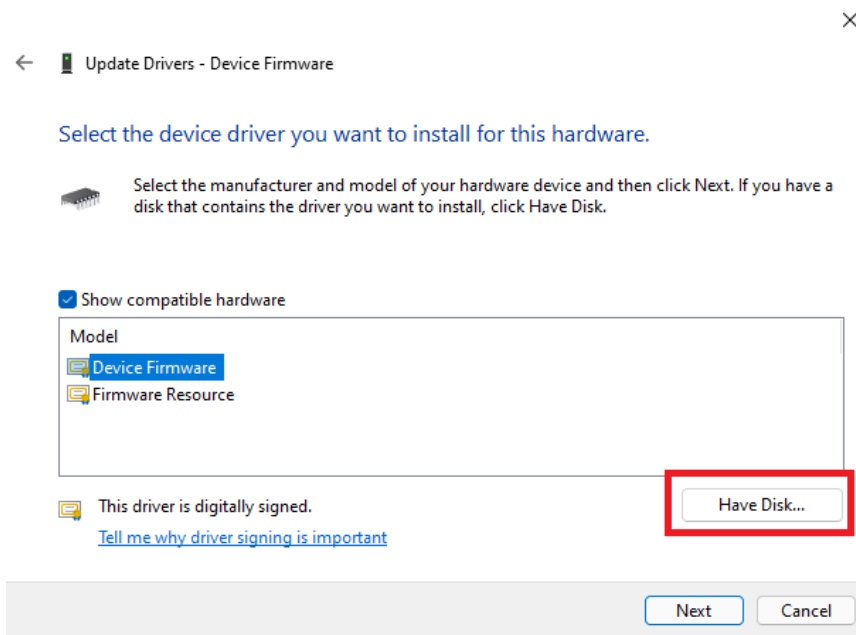 Update Drivers - Device Firmware
Select the device driver you want to install for this hardware.
Select the manufacturer and model of your hardware device and then click Next. If you have a
disk that contains the driver you want to install, click Have Disk.
Show compatible hardware
Model
Device Firmware
Firmware Resource
This driver is digitally signed.
Have Disk...
Tell me why driver signing is important
Next
Cancel